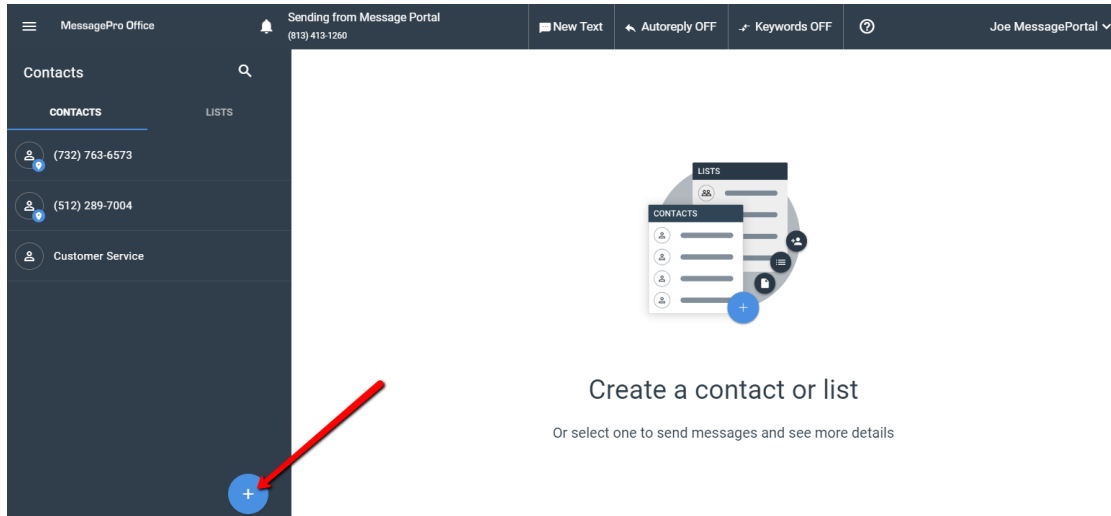 MessagePro Office
Sending from Message Portal
(813) 413-1260
New Text
Autoreply OFF
Keywords OFF
Joe MessagePortal
Contacts
CONTACTS
LISTS
(732) 763-6573
(512) 289-7004
Customer Service
LISTS
CONTACTS
Create a contact or list
Or select one to send messages and see more details